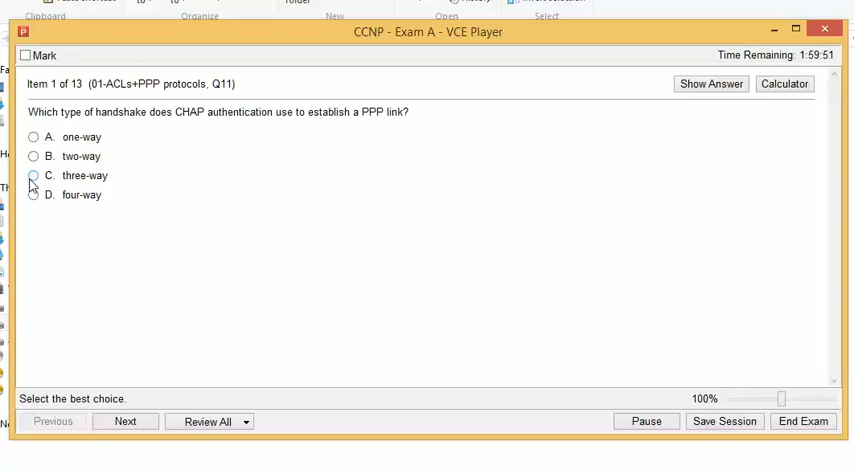 folder
Clipboard Organize New Open Select
CCNP - Exam A - VCE Player
Mark
Time Remaining: 1:59:51
Item 1 of 13 (01-ACLs+PPP protocols, Q11)
Show Answer
Calculator
Which type of handshake does CHAP authentication use to establish a PPP link?
A. one-way
B. two-way
C. three-way
D. four-way
Select the best choice.
100%
Previous
Next
Review All
Pause
Save Session
End Exam